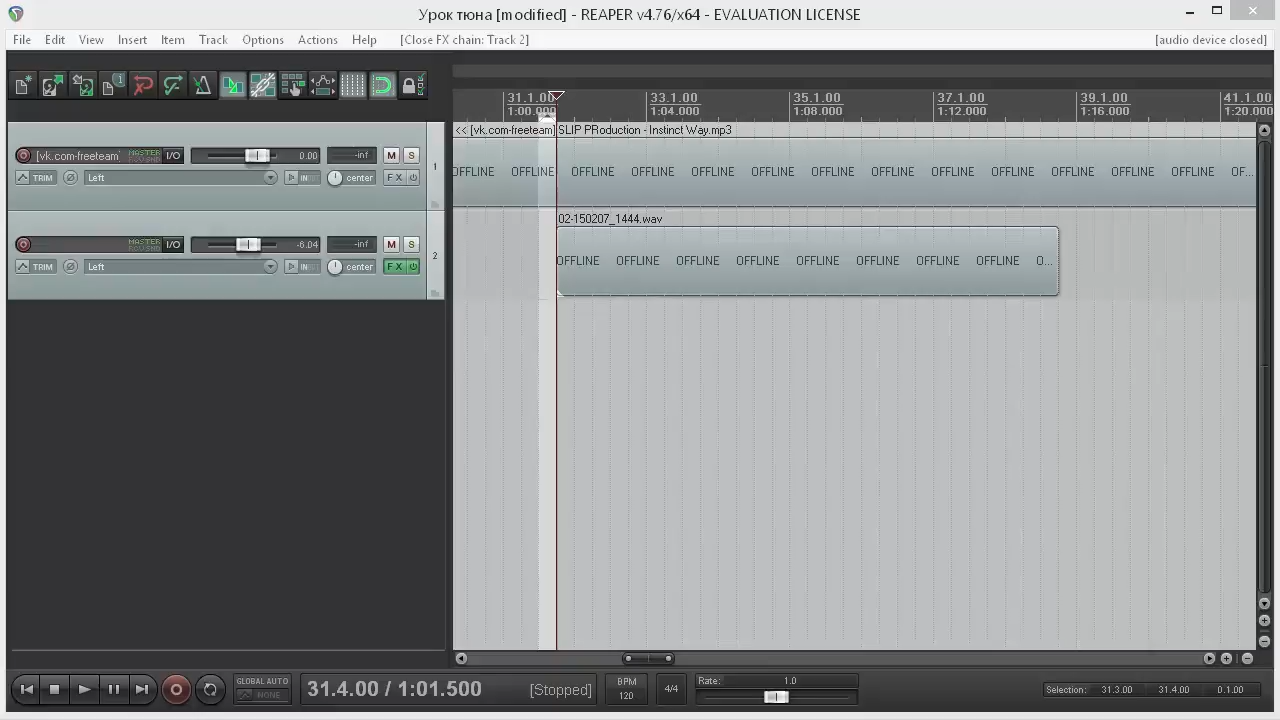 Урок тюна [modified] - REAPER v4.76/x64 - EVALUATION LICENSE
File Edit View Insert Item Track Options Actions Help [Close FX chain: Track 2] [audio device closed]
31.1.00 33.1.00 35.1.00 37.1.00 39.1.00 41.1.00
1:00.000 1:04.000 1:08.000 1:12.000 1:16.000 1:20.000
<< [vk.com-freeteam] SLIP PRoduction - Instinct Way.mp3
[vk.com-freeteam] MASTER I/O 0.00 -inf M S 1
OFFLINE OFFLINE OFFLINE OFFLINE OFFLINE OFFLINE OFFLINE OFFLINE OFFLINE OFFLINE OFFLINE OFFLINE OFFLINE OF...
TRIM Left IN center FX
02-150207_1444.wav
MASTER I/O -6.04 -inf M S 2
OFFLINE OFFLINE OFFLINE OFFLINE OFFLINE OFFLINE OFFLINE OFFLINE O...
TRIM Left IN center FX
GLOBAL AUTO
NONE
31.4.00 / 1:01.500 [Stopped]
BPM
120
4/4
Rate: 1.0
Selection: 31.3.00 31.4.00 0.1.00